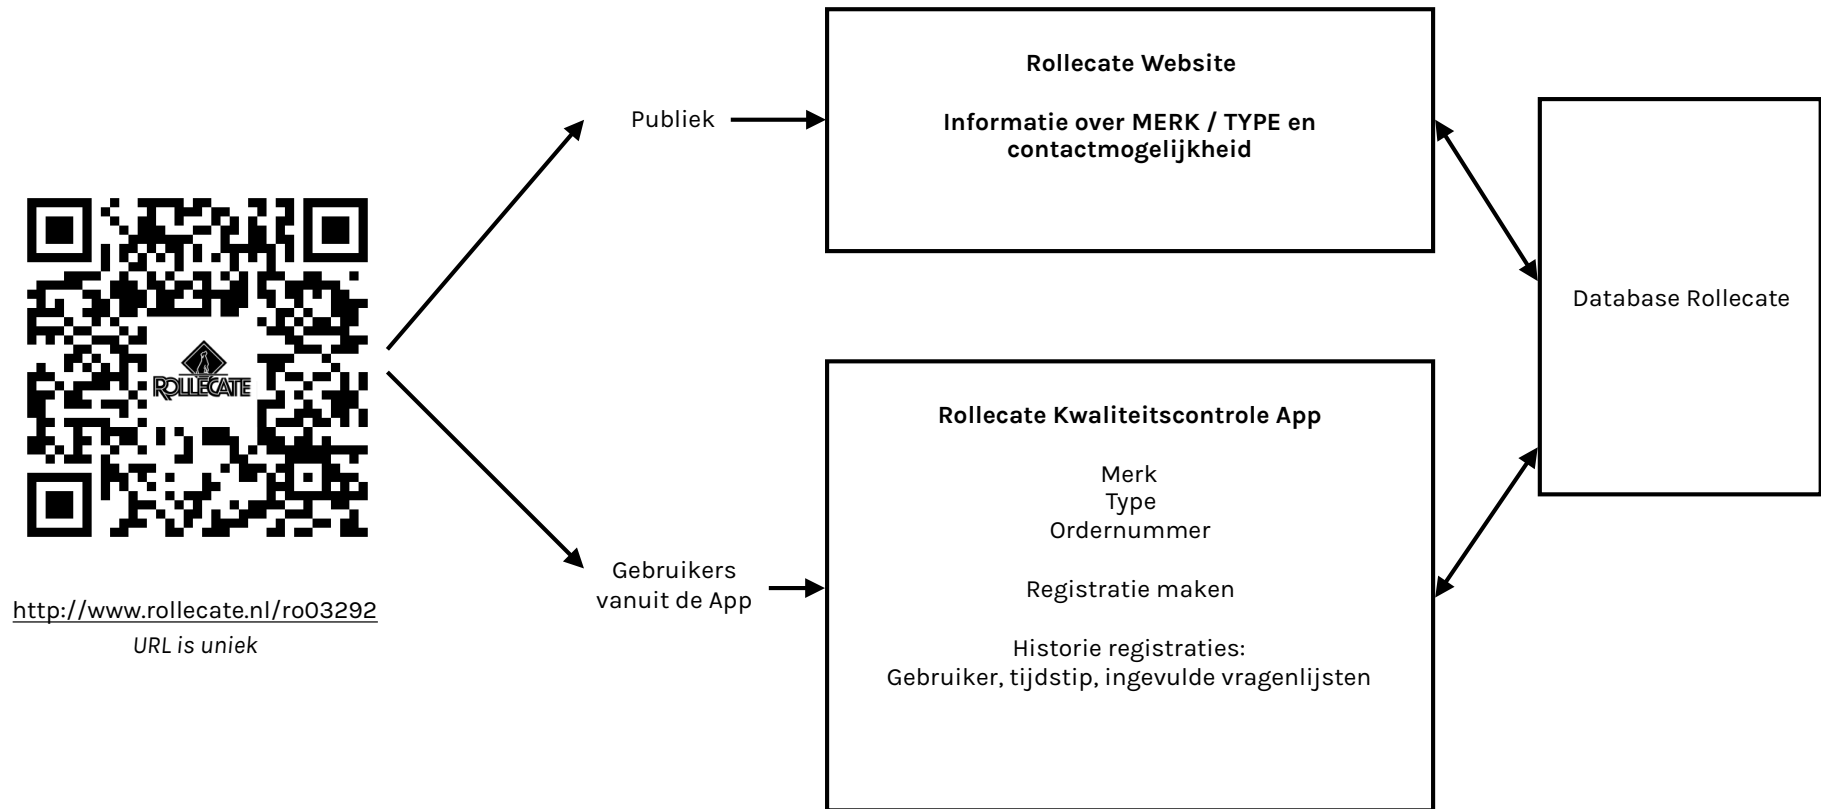 ROLLECATE
http://www.rollecate.nl/ro03292
URL is uniek
Publiek
Gebruikers
vanuit de App
Rollecate Website
Informatie over MERK / TYPE en
contactmogelijkheid
Rollecate Kwaliteitscontrole App
Merk
Type
Ordernummer
Registratie maken
Historie registraties:
Gebruiker, tijdstip, ingevulde vragenlijsten
Database Rollecate